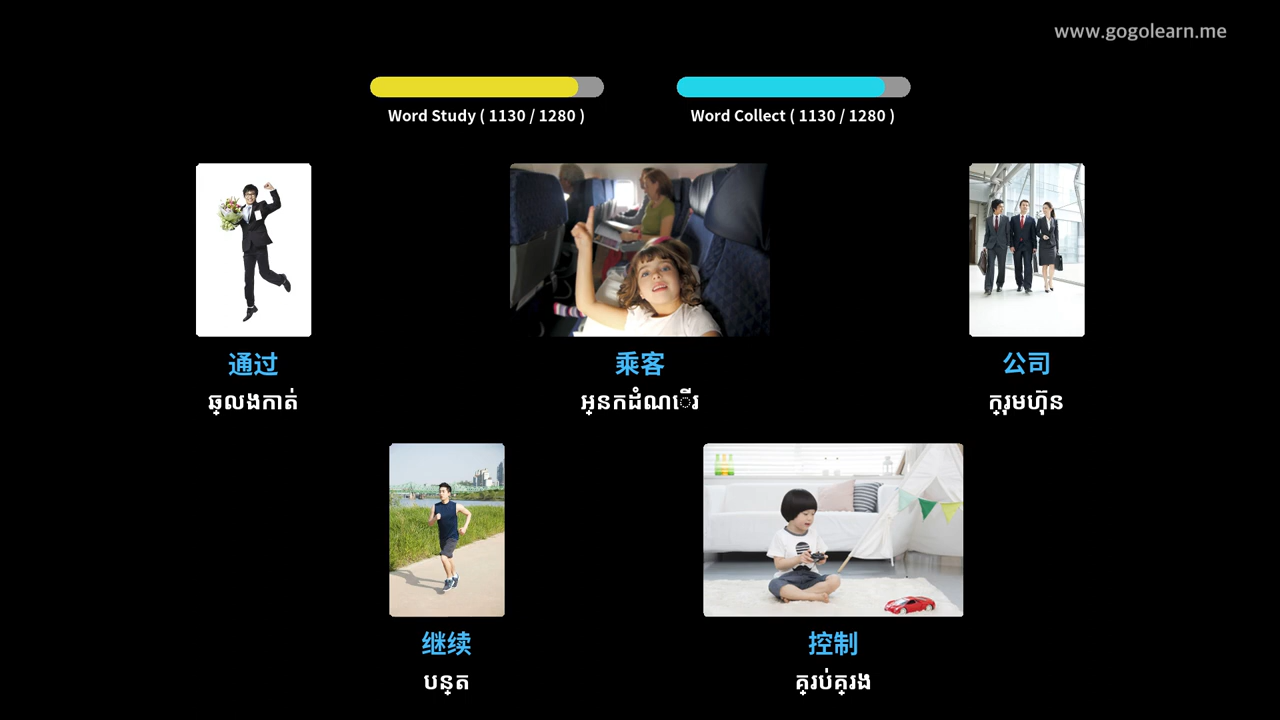 www.gogolearn.me
Word Study ( 1130 / 1280 )
Word Collect ( 1130 / 1280 )
通过
ឆ្លងកាត់
乘客
អ្នកដំណើរ
公司
ក្រុមហ៊ុន
继续
បន្ត
控制
គ្រប់គ្រង